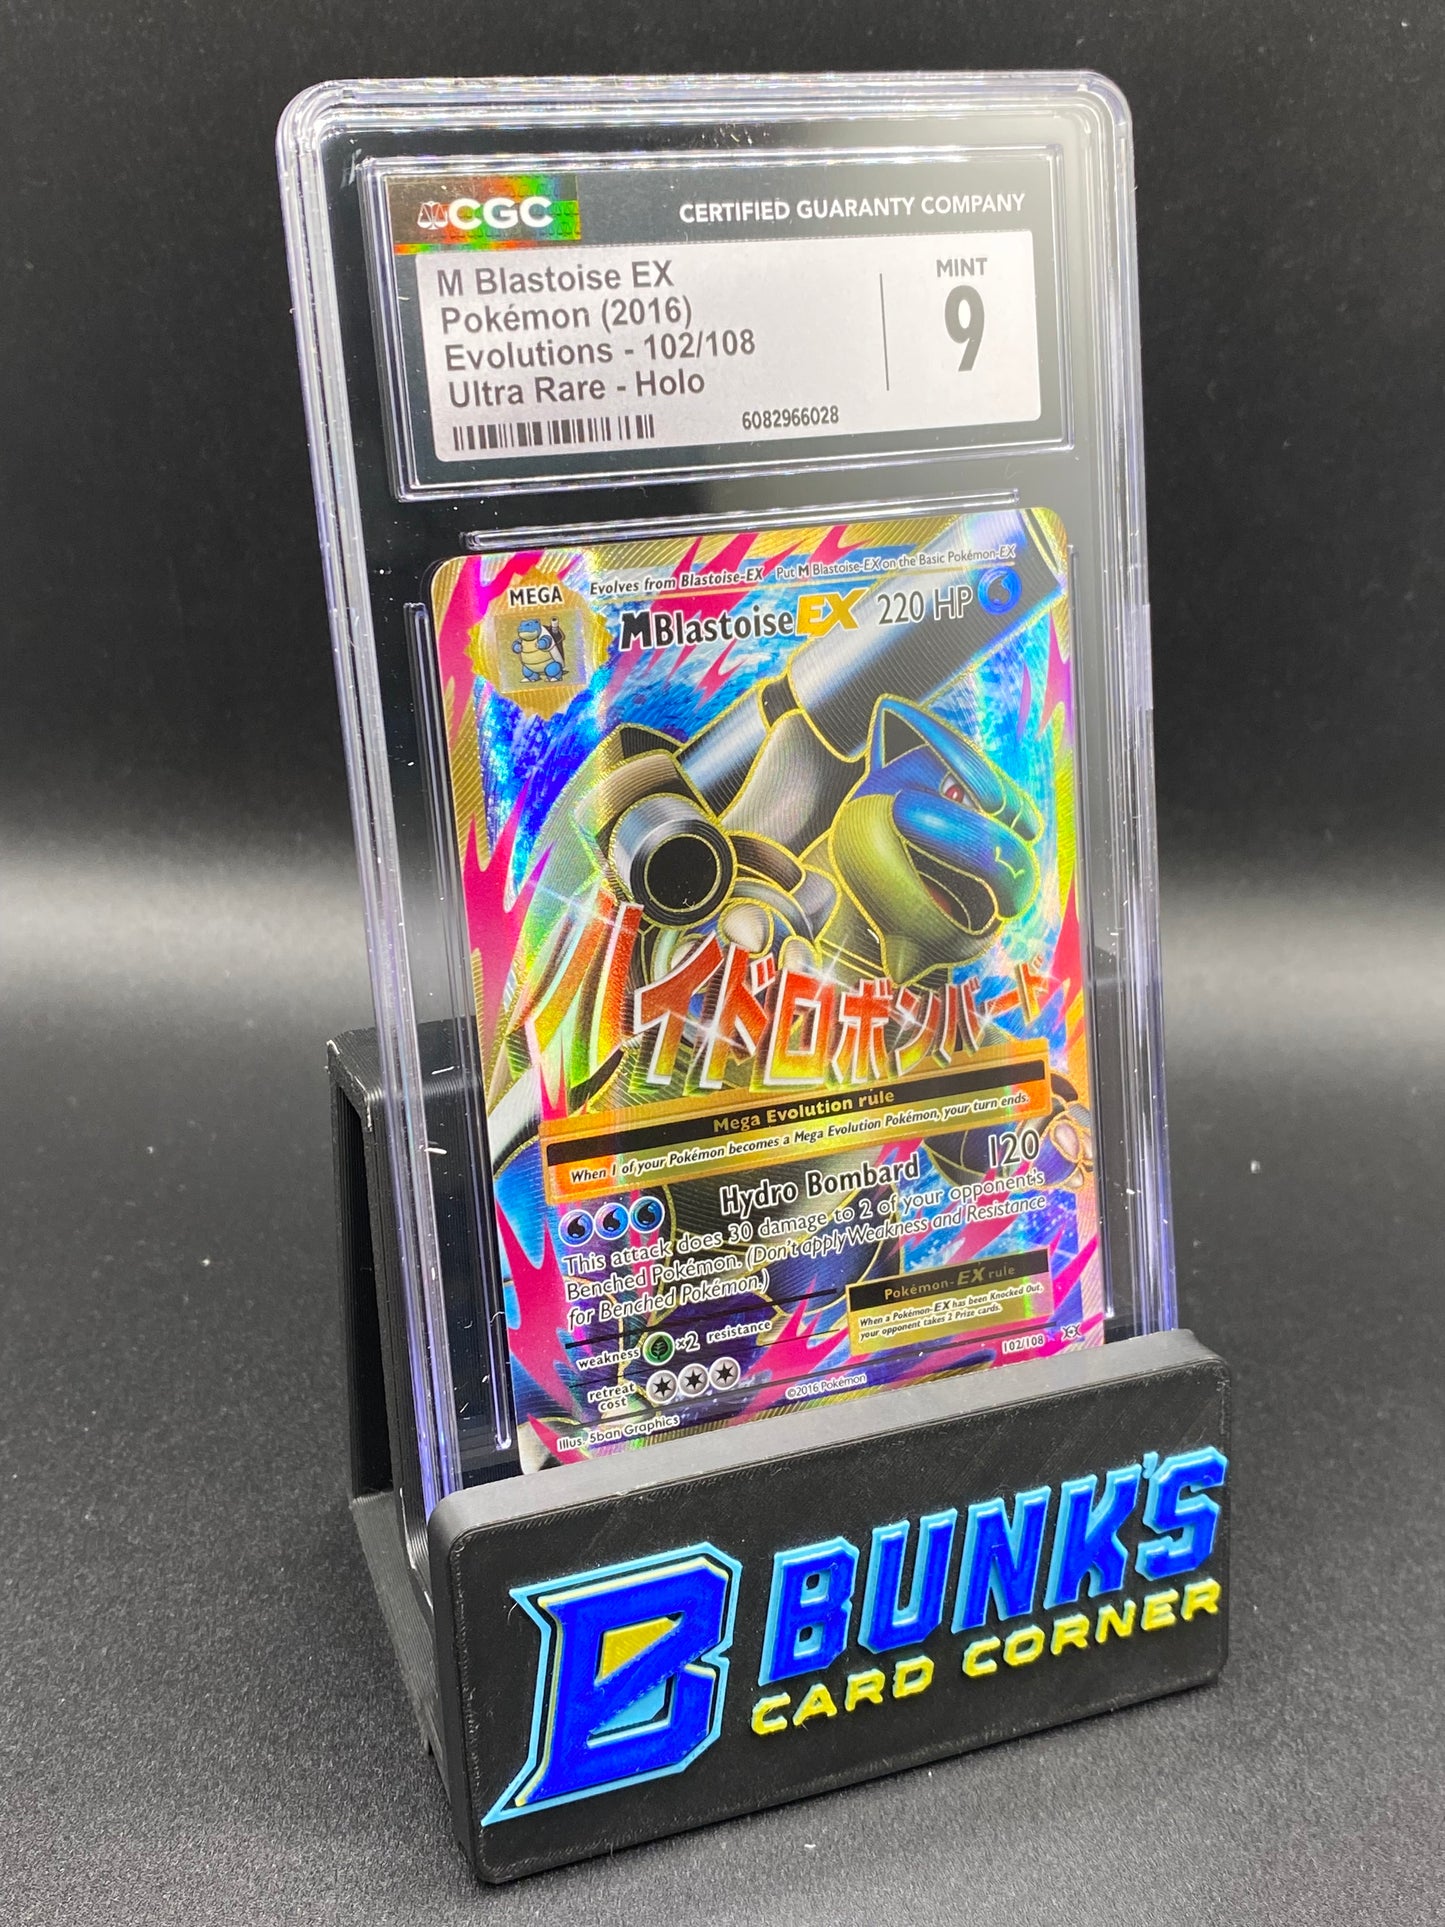 CGC
CERTIFIED GUARANTY COMPANY
M Blastoise EX
Pokémon (2016)
Evolutions - 102/108
Ultra Rare - Holo
6082966028
MINT
9
MEGA
Evolves from Blastoise-EX
Put M Blastoise-EX on the Basic Pokémon-EX
M Blastoise EX 220 HP
ハイドロボンバード
Mega Evolution rule
When 1 of your Pokémon becomes a Mega Evolution Pokémon, your turn ends.
Hydro Bombard 120
This attack does 30 damage to 2 of your opponent's
Benched Pokémon. (Don't apply Weakness and Resistance
for Benched Pokémon.)
Pokémon-EX rule
When a Pokémon-EX has been Knocked Out,
your opponent takes 2 Prize cards.
weakness ×2 resistance
retreat
cost
102/108
©2016 Pokémon
Illus. 5ban Graphics
B
BUNK'S
CARD CORNER